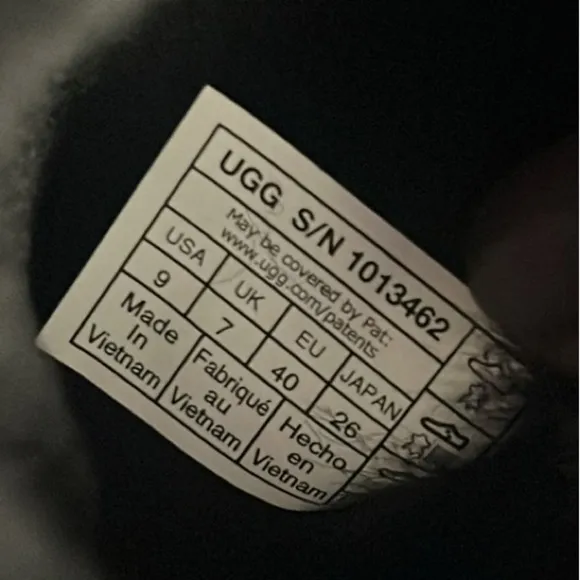 UGG S/N 1013462
May be covered by Pat:
www.ugg.com/patents
USA UK EU JAPAN
9 7 40 26
Made In Vietnam
Fabriqué au Vietnam
Hecho en Vietnam